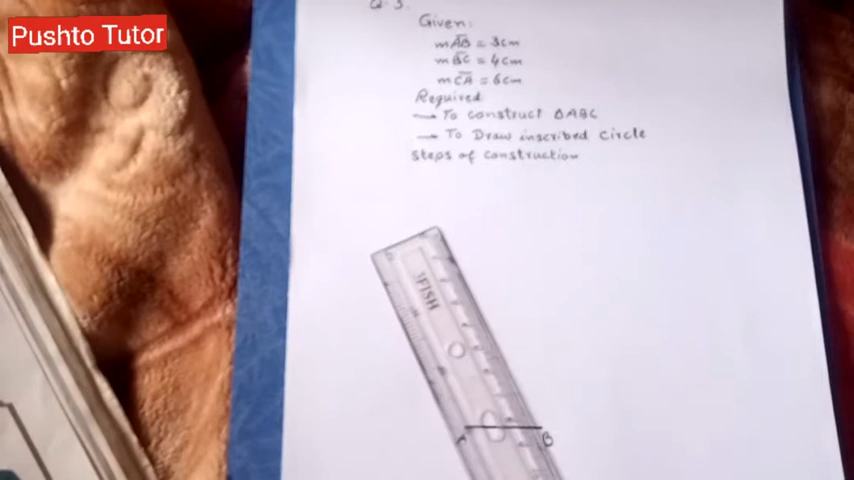 Pushto Tutor
Q.3.
Given:
mAB = 3cm
mBC = 4cm
mCA = 6cm
Required
→ To construct ΔABC
→ To Draw inscribed circle
steps of construction
FISH
A B